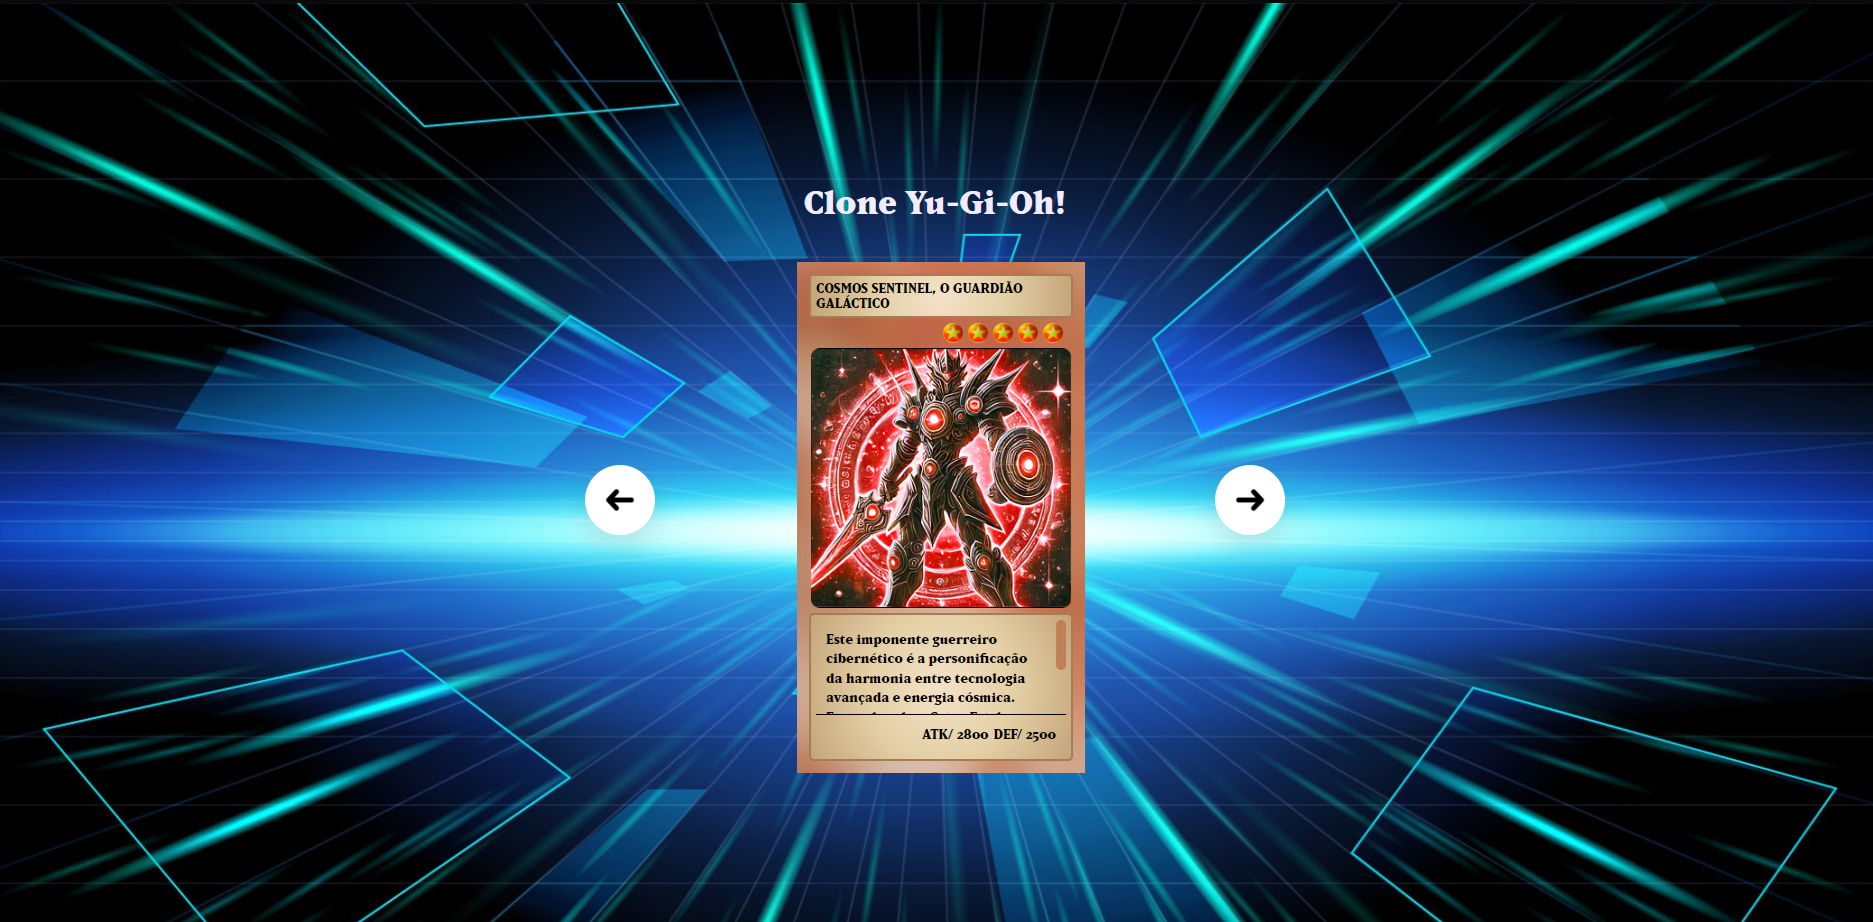 Clone Yu-Gi-Oh!
COSMOS SENTINEL, O GUARDIÃO
GALÁCTICO
Este imponente guerreiro
cibernético é a personificação
da harmonia entre tecnologia
avançada e energia cósmica.
ATK/ 2800 DEF/ 2500